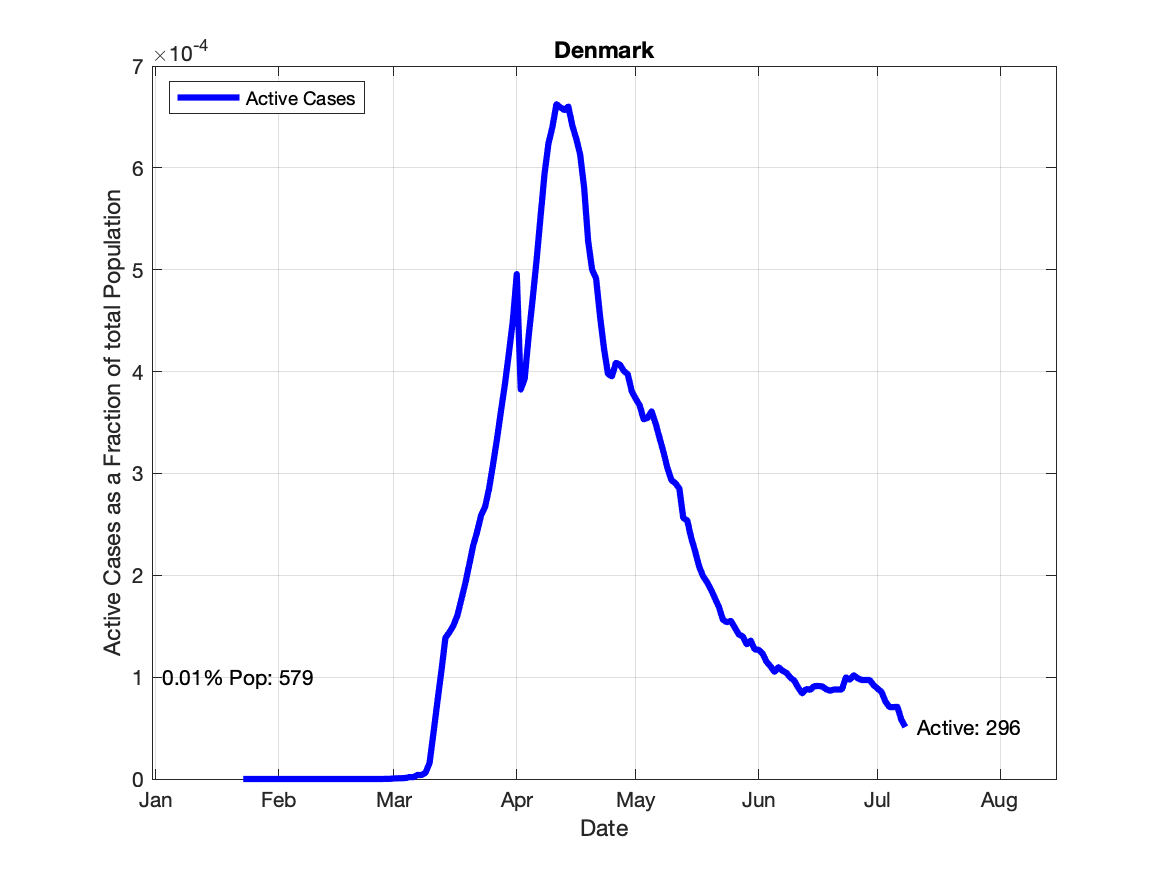 Denmark
×10⁻⁴
Active Cases
7
6
5
4
3
2
1
0
Active Cases as a Fraction of total Population
0.01% Pop: 579
Active: 296
Jan Feb Mar Apr May Jun Jul Aug
Date